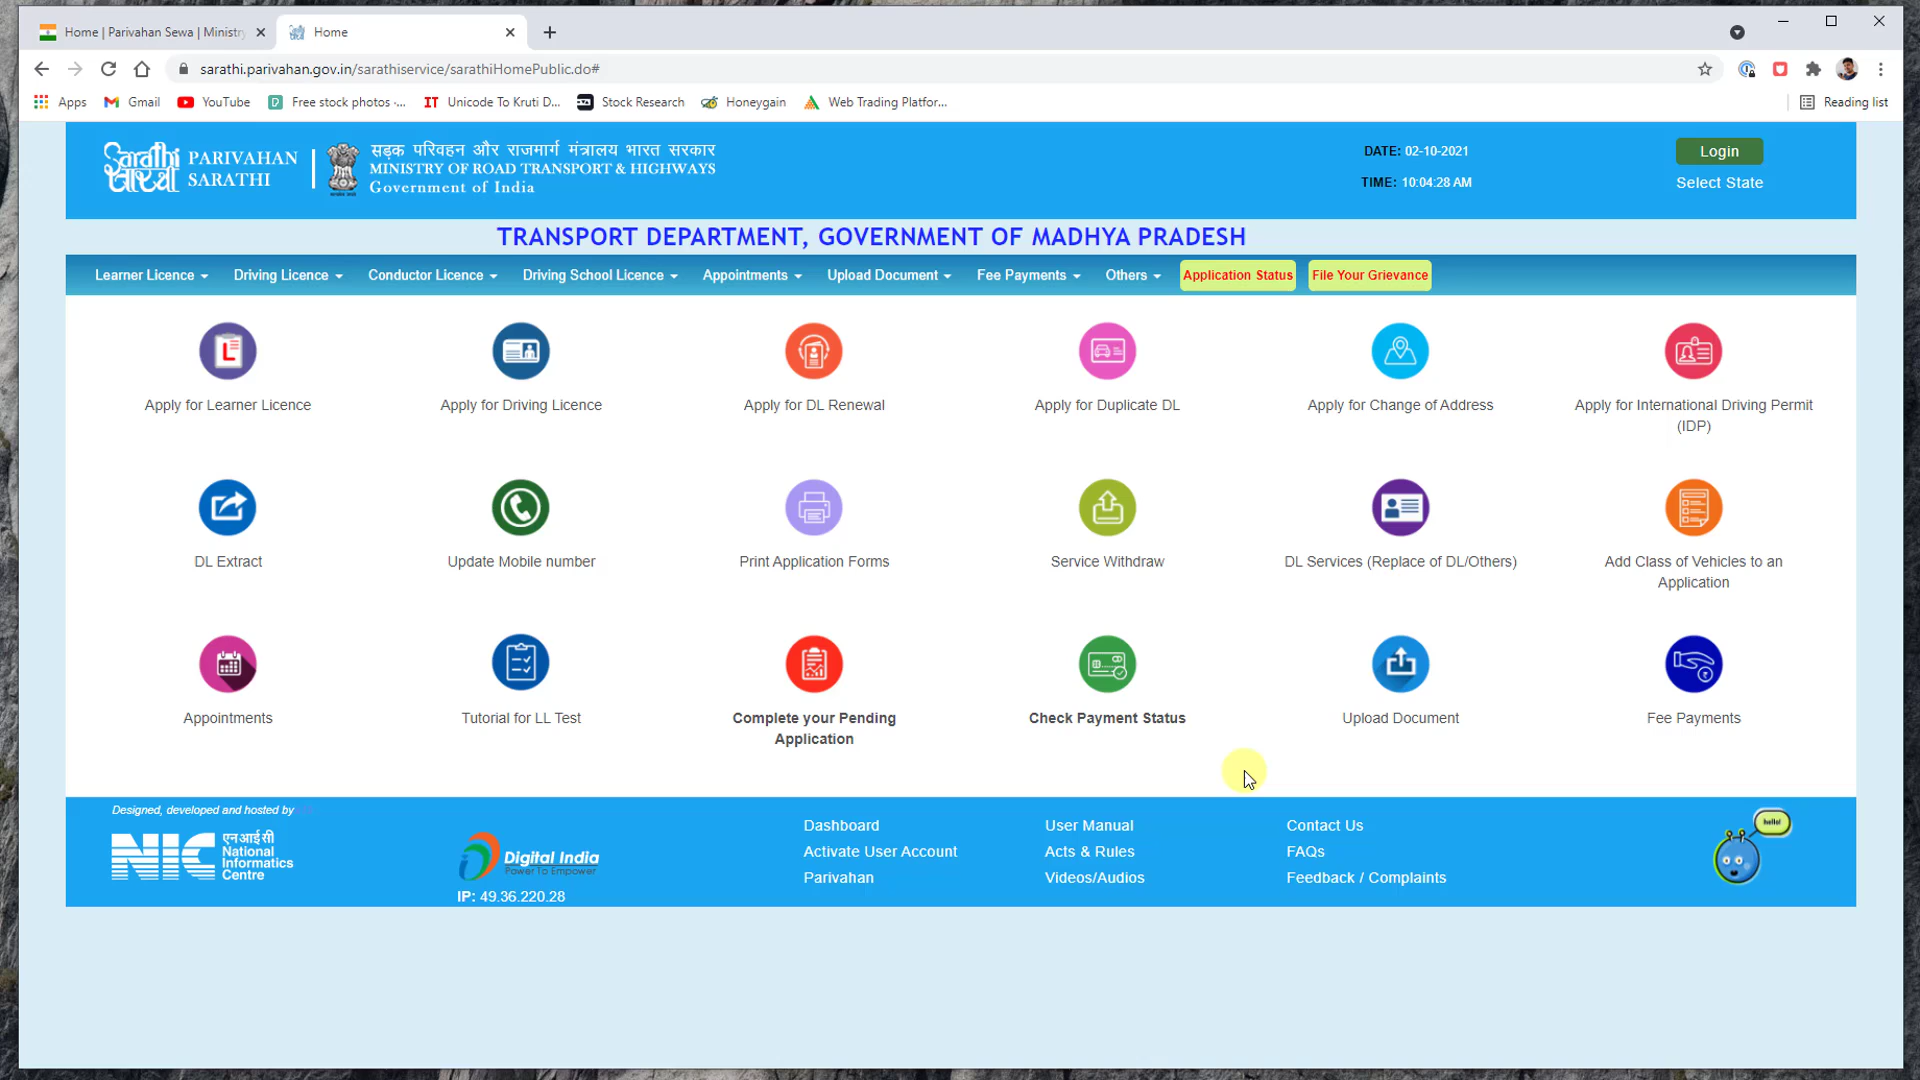 Home | Parivahan Sewa | Ministr
Home
sarathi.parivahan.gov.in/sarathiservice/sarathiHomePublic.do#
Apps
Gmail
YouTube
Free stock photos -...
Unicode To Kruti D...
Stock Research
Honeygain
Web Trading Platfor...
Reading list
Sarathi
सारथी
PARIVAHAN
SARATHI
सड़क परिवहन और राजमार्ग मंत्रालय भारत सरकार
MINISTRY OF ROAD TRANSPORT & HIGHWAYS
Government of India
DATE: 02-10-2021
TIME: 10:04:28 AM
Login
Select State
TRANSPORT DEPARTMENT, GOVERNMENT OF MADHYA PRADESH
Learner Licence
Driving Licence
Conductor Licence
Driving School Licence
Appointments
Upload Document
Fee Payments
Others
Application Status
File Your Grievance
Apply for Learner Licence
Apply for Driving Licence
Apply for DL Renewal
Apply for Duplicate DL
Apply for Change of Address
Apply for International Driving Permit
(IDP)
DL Extract
Update Mobile number
Print Application Forms
Service Withdraw
DL Services (Replace of DL/Others)
Add Class of Vehicles to an
Application
Appointments
Tutorial for LL Test
Complete your Pending
Application
Check Payment Status
Upload Document
Fee Payments
Designed, developed and hosted by
NIC
एनआईसी
National
Informatics
Centre
Digital India
Power To Empower
IP: 49.36.220.28
Dashboard
Activate User Account
Parivahan
User Manual
Acts & Rules
Videos/Audios
Contact Us
FAQs
Feedback / Complaints
hello!